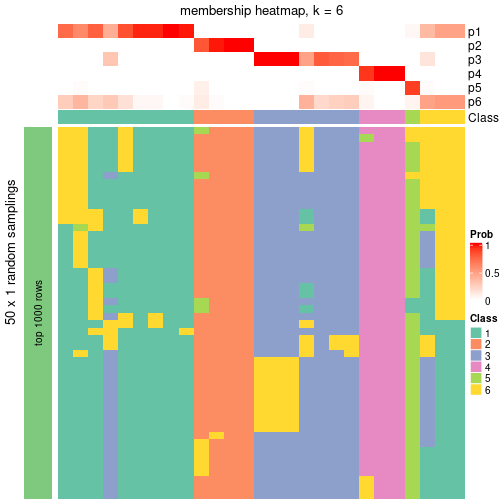 membership heatmap, k = 6
p1
p2
p3
p4
p5
p6
Class
50 x 1 random samplings
top 1000 rows
Prob
1
0.5
0
Class
1
2
3
4
5
6